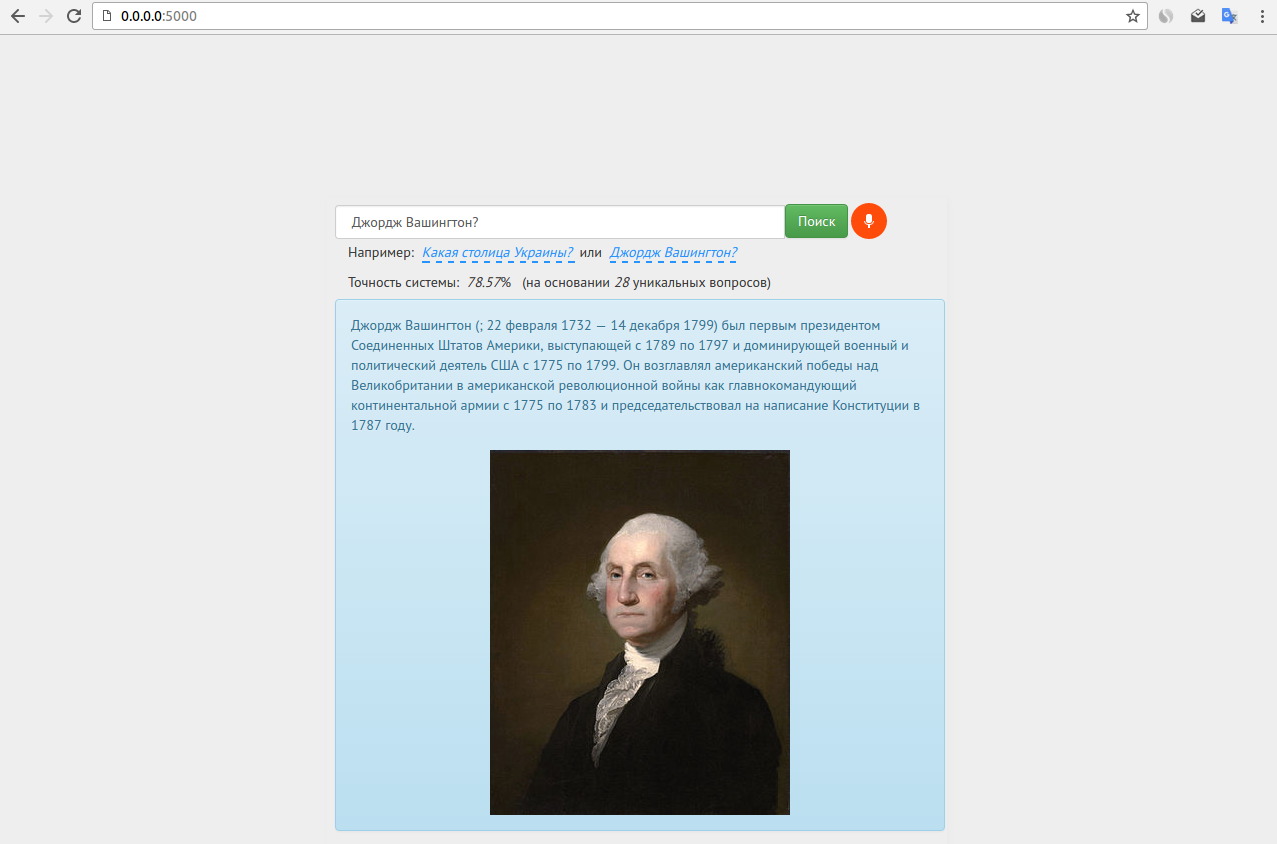 0.0.0.0:5000
Джордж Вашингтон?
Поиск
Например: Какая столица Украины? или Джордж Вашингтон?
Точность системы: 78.57% (на основании 28 уникальных вопросов)
Джордж Вашингтон (; 22 февраля 1732 — 14 декабря 1799) был первым президентом
Соединенных Штатов Америки, выступающей с 1789 по 1797 и доминирующей военный и
политический деятель США с 1775 по 1799. Он возглавлял американский победы над
Великобритании в американской революционной войны как главнокомандующий
континентальной армии с 1775 по 1783 и председательствовал на написание Конституции в
1787 году.